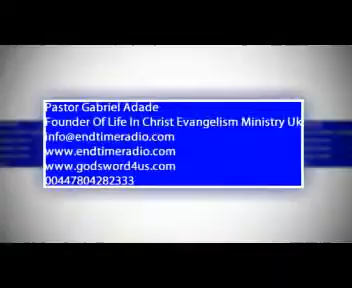 Pastor Gabriel Adade
Founder Of Life In Christ Evangelism Ministry Uk
info@endtimeradio.com
www.endtimeradio.com
www.godsword4us.com
00447804282333